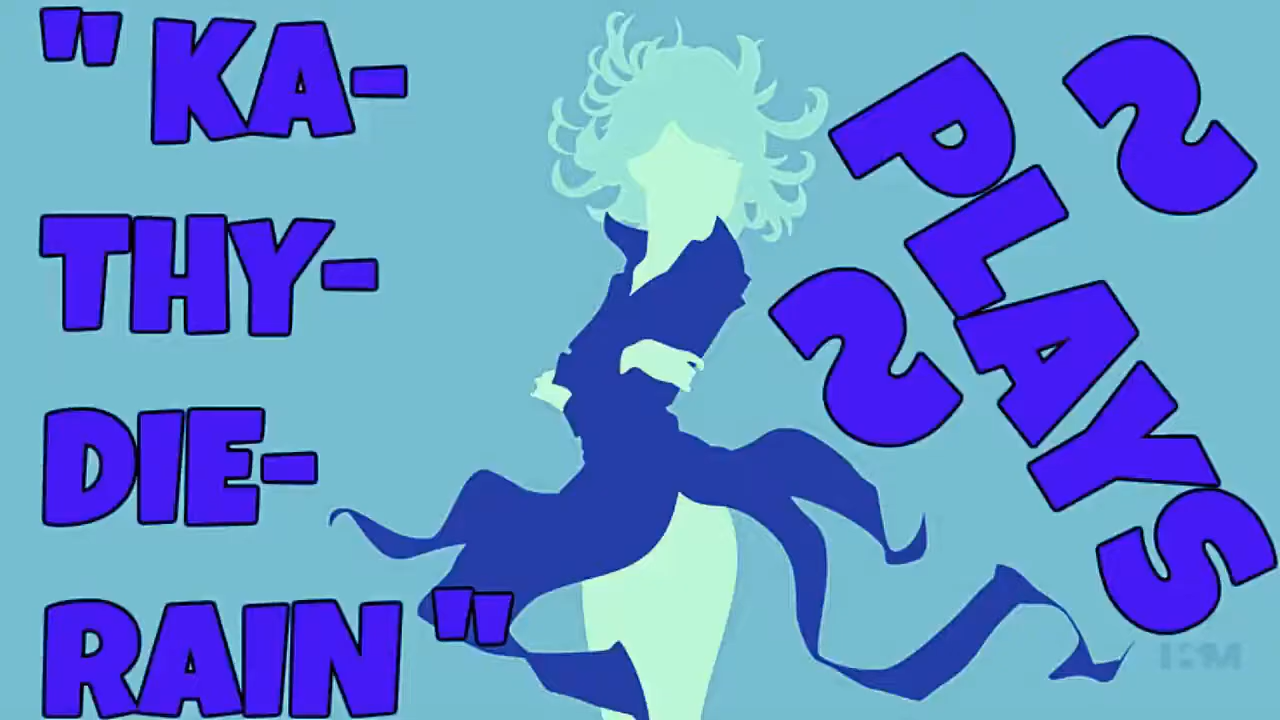 " KA-
THY-
DIE-
RAIN "
~ PLAYS ~